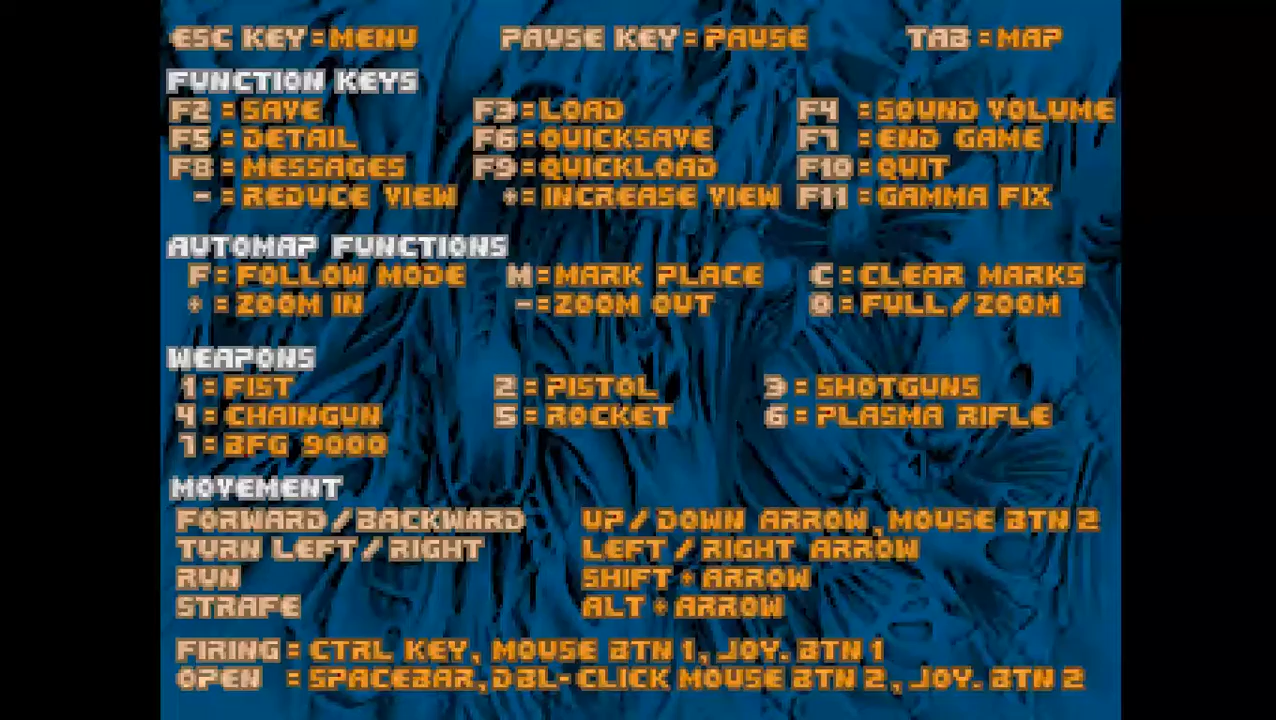 ESC KEY=MENU PAUSE KEY=PAUSE TAB=MAP
FUNCTION KEYS
F2 = SAVE F3=LOAD F4 =SOUND VOLUME
F5 = DETAIL F6=QUICKSAVE F7 =END GAME
F8 = MESSAGES F9=QUICKLOAD F10=QUIT
- = REDUCE VIEW +=INCREASE VIEW F11 =GAMMA FIX
AUTOMAP FUNCTIONS
F=FOLLOW MODE M=MARK PLACE C=CLEAR MARKS
+ =ZOOM IN -=ZOOM OUT 0=FULL/ZOOM
WEAPONS
1=FIST 2=PISTOL 3=SHOTGUNS
4=CHAINGUN 5=ROCKET 6=PLASMA RIFLE
7=BFG 9000
MOVEMENT
FORWARD/BACKWARD UP/DOWN ARROW,MOUSE BTN 2
TURN LEFT/RIGHT LEFT/RIGHT ARROW
RUN SHIFT+ARROW
STRAFE ALT+ARROW
FIRING=CTRL KEY, MOUSE BTN 1, JOY. BTN 1
OPEN =SPACEBAR,DBL-CLICK MOUSE BTN 2, JOY. BTN 2